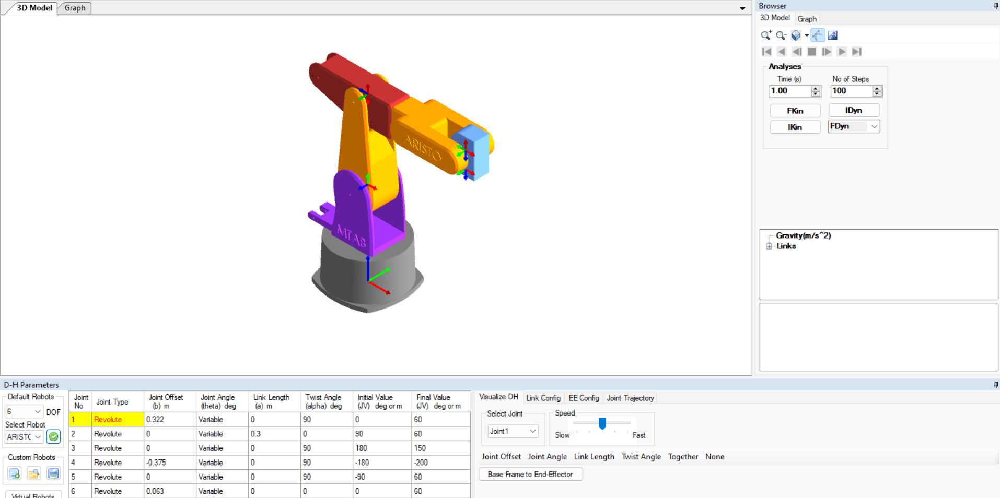 3D Model
Graph
ARISTO
MTAB
Browser
3D Model
Graph
Analyses
Time (s)
No of Steps
1.00
100
FKin
IDyn
IKin
FDyn
Gravity(m/s^2)
Links
D-H Parameters
Default Robots
6
DOF
Select Robot
ARISTC
Custom Robots
Virtual Robots
Joint No
Joint Type
Joint Offset (b) m
Joint Angle (theta) deg
Link Length (a) m
Twist Angle (alpha) deg
Initial Value (JV) deg or m
Final Value (JV) deg or m
1 Revolute 0.322 Variable 0 90 0 60
2 Revolute 0 Variable 0.3 0 90 60
3 Revolute 0 Variable 0 90 180 150
4 Revolute -0.375 Variable 0 90 -180 -200
5 Revolute 0 Variable 0 90 -90 60
6 Revolute 0.063 Variable 0 0 0 60
Visualize DH
Link Config
EE Config
Joint Trajectory
Select Joint
Joint1
Speed
Slow
Fast
Joint Offset Joint Angle Link Length Twist Angle Together None
Base Frame to End-Effector